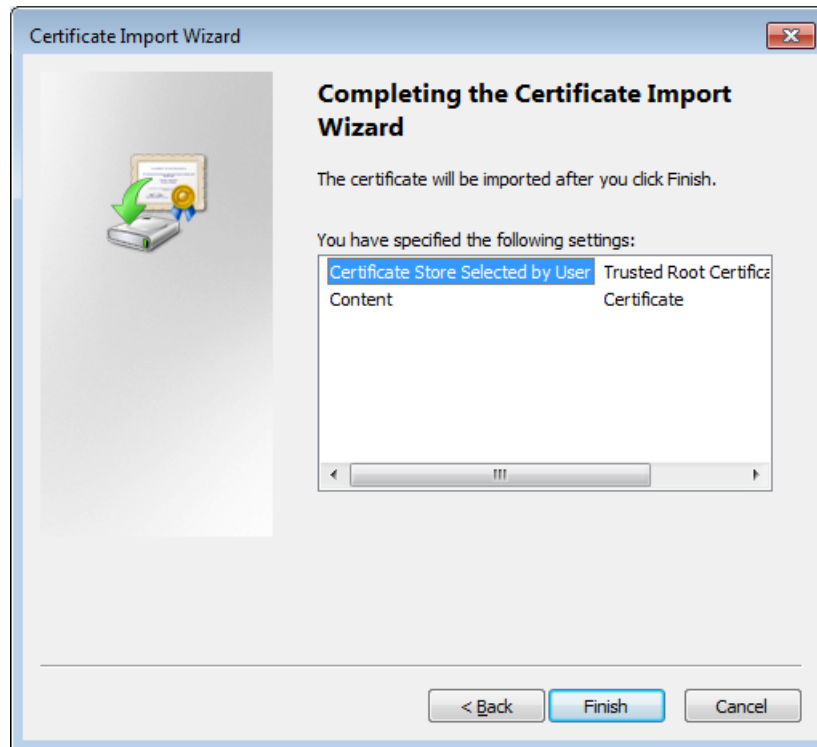 Certificate Import Wizard
Completing the Certificate Import
Wizard
The certificate will be imported after you click Finish.
You have specified the following settings:
Certificate Store Selected by User Trusted Root Certifica
Content Certificate
< Back Finish Cancel